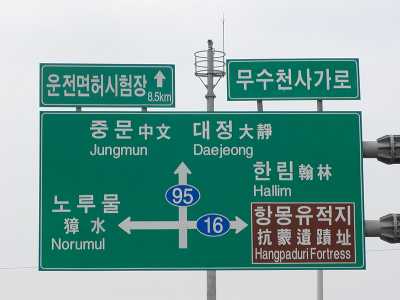 운전면허시험장
8.5km
무수천사가로
중문 中文 대정 大靜
Jungmun Daejeong
한림 翰林
Hallim
95
노루물
獐水
Norumul
16
항몽유적지
抗蒙遺蹟址
Hangpaduri Fortress